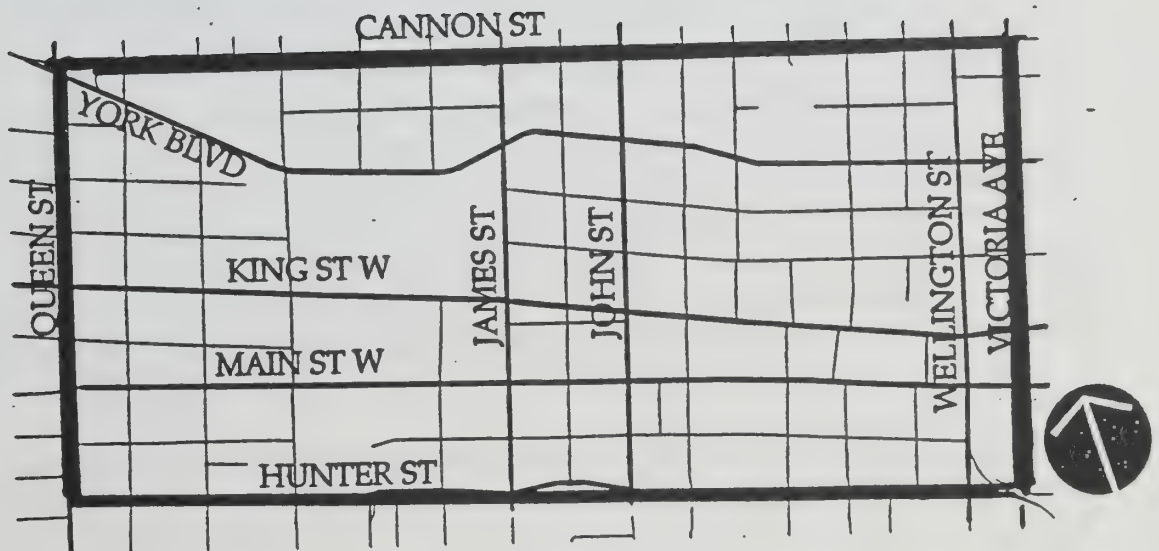 CANNON ST
YORK BLVD
QUEEN ST
KING ST W
JAMES ST
JOHN ST
WELLINGTON ST
VICTORIA AVE
MAIN ST W
HUNTER ST